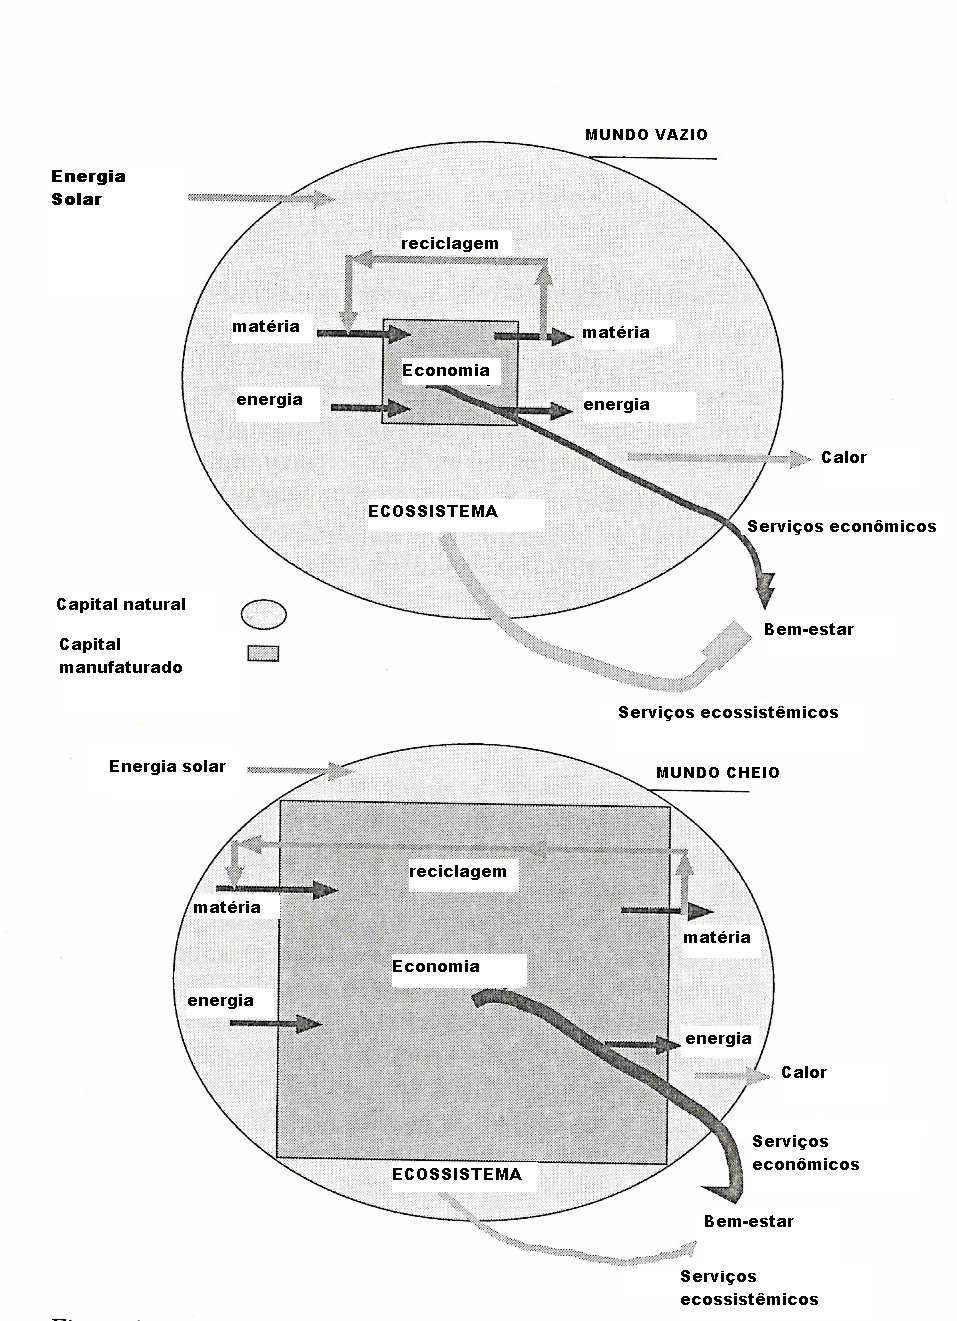 MUNDO VAZIO
Energia
Solar
reciclagem
matéria
matéria
Economia
energia
energia
Calor
ECOSSISTEMA
Serviços econômicos
Capital natural
Bem-estar
Capital
manufaturado
Serviços ecossistêmicos
Energia solar
MUNDO CHEIO
reciclagem
matéria
matéria
Economia
energia
energia
Calor
Serviços
econômicos
ECOSSISTEMA
Bem-estar
Serviços
ecossistêmicos